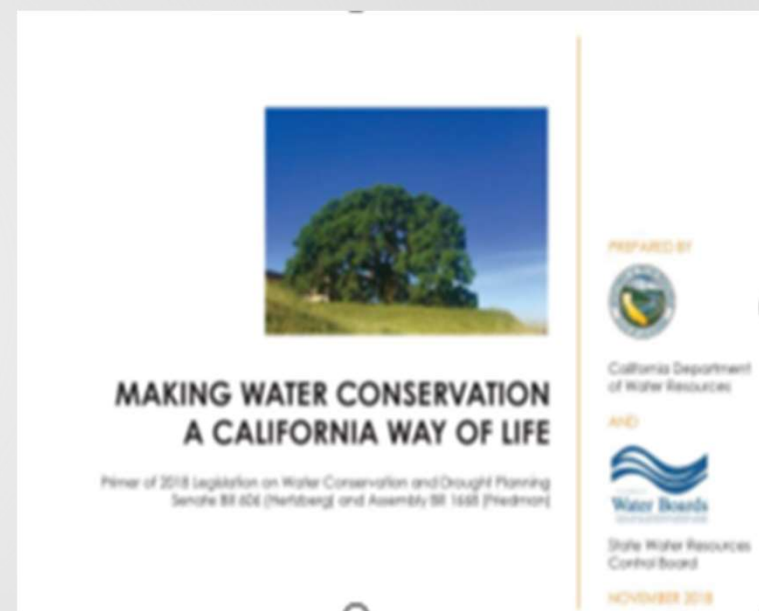 MAKING WATER CONSERVATION
A CALIFORNIA WAY OF LIFE
Primer of 2018 Legislation on Water Conservation and Drought Planning
Senate Bill 606 (Hertzberg) and Assembly Bill 1668 (Friedman)
PREPARED BY
California Department
of Water Resources
AND
Water Boards
State Water Resources
Control Board
NOVEMBER 2018